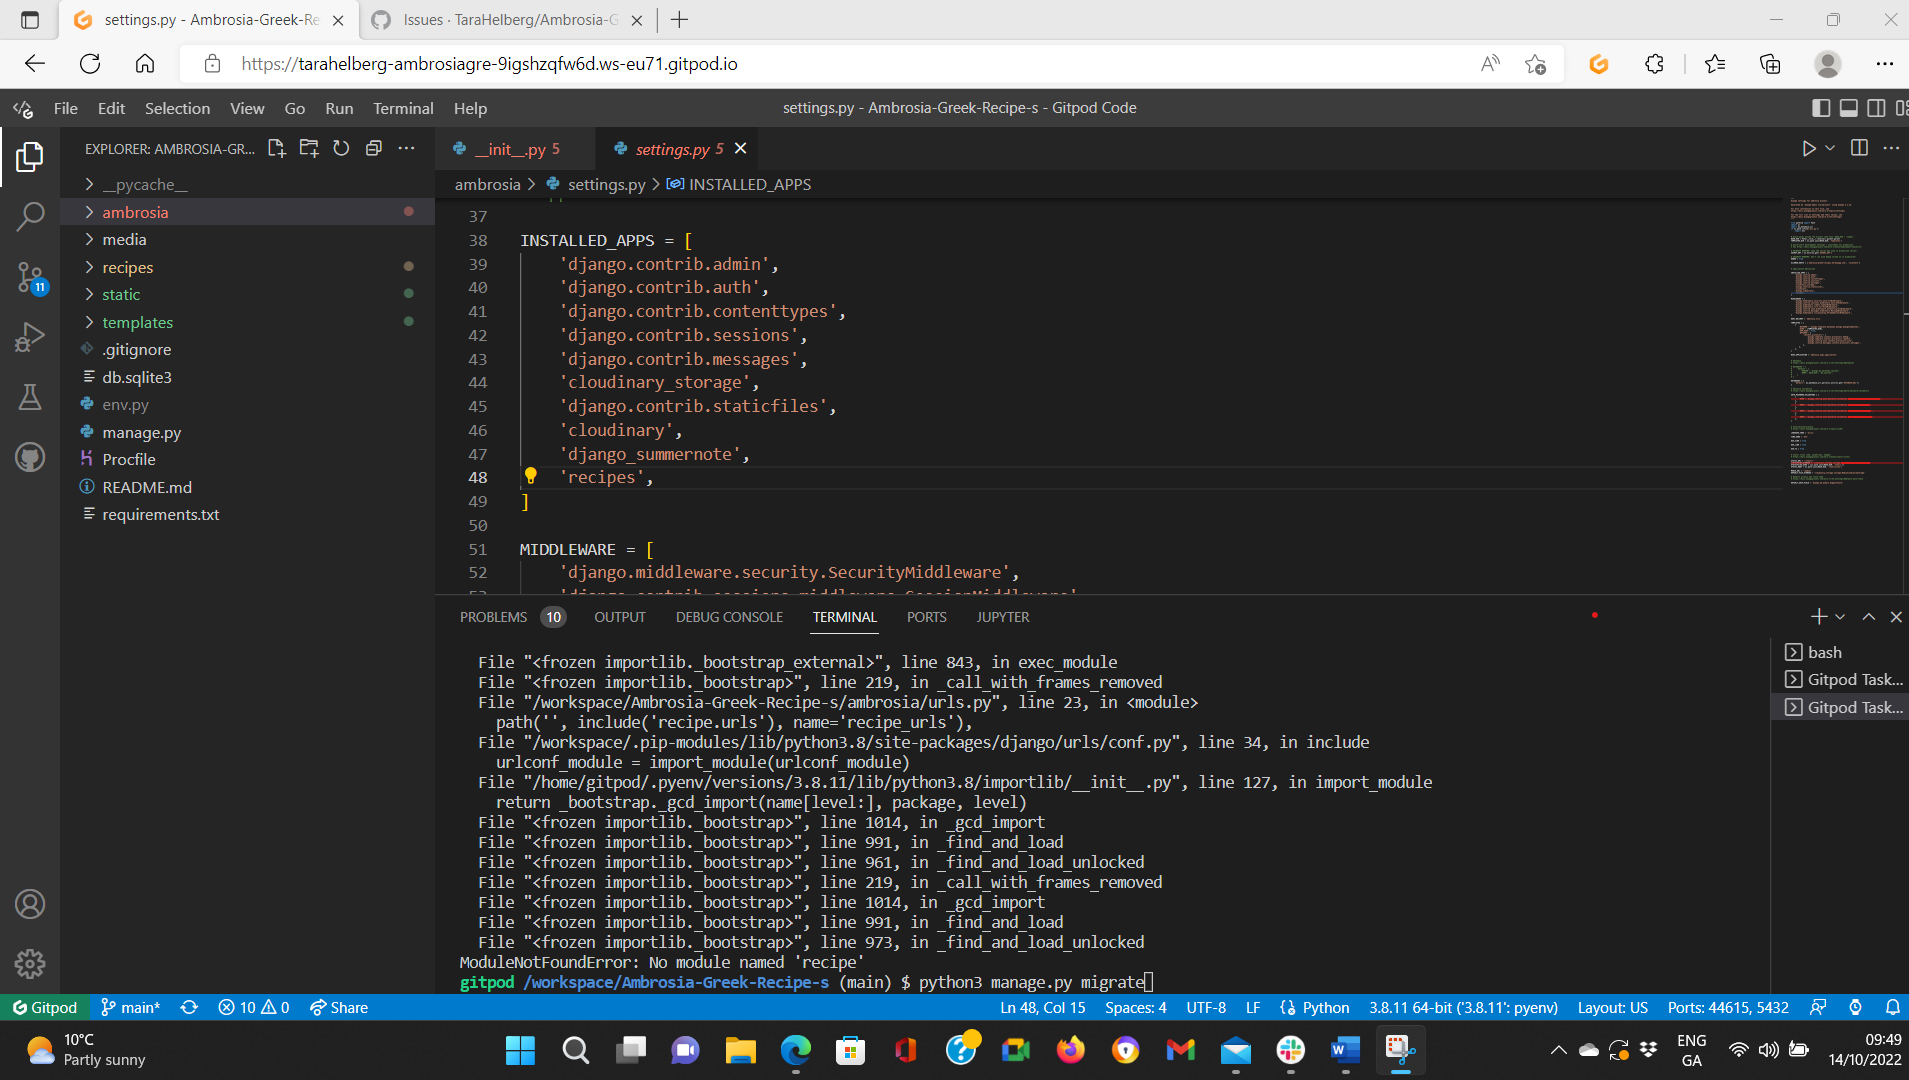 settings.py - Ambrosia-Greek-Re
Issues · TaraHelberg/Ambrosia-G
https://tarahelberg-ambrosiagre-9igshzqfw6d.ws-eu71.gitpod.io
File Edit Selection View Go Run Terminal Help
settings.py - Ambrosia-Greek-Recipe-s - Gitpod Code
EXPLORER: AMBROSIA-GR...
__pycache__
ambrosia
media
recipes
static
templates
.gitignore
db.sqlite3
env.py
manage.py
Procfile
README.md
requirements.txt
11
__init__.py 5
settings.py 5
ambrosia > settings.py > INSTALLED_APPS
37
38 INSTALLED_APPS = [
39 'django.contrib.admin',
40 'django.contrib.auth',
41 'django.contrib.contenttypes',
42 'django.contrib.sessions',
43 'django.contrib.messages',
44 'cloudinary_storage',
45 'django.contrib.staticfiles',
46 'cloudinary',
47 'django_summernote',
48 'recipes',
49 ]
50
51 MIDDLEWARE = [
52 'django.middleware.security.SecurityMiddleware',
53 'django.contrib.sessions.middleware.SessionMiddleware'
PROBLEMS 10 OUTPUT DEBUG CONSOLE TERMINAL PORTS JUPYTER
File "<frozen importlib._bootstrap_external>", line 843, in exec_module
File "<frozen importlib._bootstrap>", line 219, in _call_with_frames_removed
File "/workspace/Ambrosia-Greek-Recipe-s/ambrosia/urls.py", line 23, in <module>
path('', include('recipe.urls'), name='recipe_urls'),
File "/workspace/.pip-modules/lib/python3.8/site-packages/django/urls/conf.py", line 34, in include
urlconf_module = import_module(urlconf_module)
File "/home/gitpod/.pyenv/versions/3.8.11/lib/python3.8/importlib/__init__.py", line 127, in import_module
return _bootstrap._gcd_import(name[level:], package, level)
File "<frozen importlib._bootstrap>", line 1014, in _gcd_import
File "<frozen importlib._bootstrap>", line 991, in _find_and_load
File "<frozen importlib._bootstrap>", line 961, in _find_and_load_unlocked
File "<frozen importlib._bootstrap>", line 219, in _call_with_frames_removed
File "<frozen importlib._bootstrap>", line 1014, in _gcd_import
File "<frozen importlib._bootstrap>", line 991, in _find_and_load
File "<frozen importlib._bootstrap>", line 973, in _find_and_load_unlocked
ModuleNotFoundError: No module named 'recipe'
gitpod /workspace/Ambrosia-Greek-Recipe-s (main) $ python3 manage.py migrate
bash
Gitpod Task...
Gitpod Task...
Gitpod main* 10 0 Share
Ln 48, Col 15 Spaces: 4 UTF-8 LF Python 3.8.11 64-bit ('3.8.11': pyenv) Layout: US Ports: 44615, 5432
10°C
Partly sunny
ENG
GA
09:49
14/10/2022